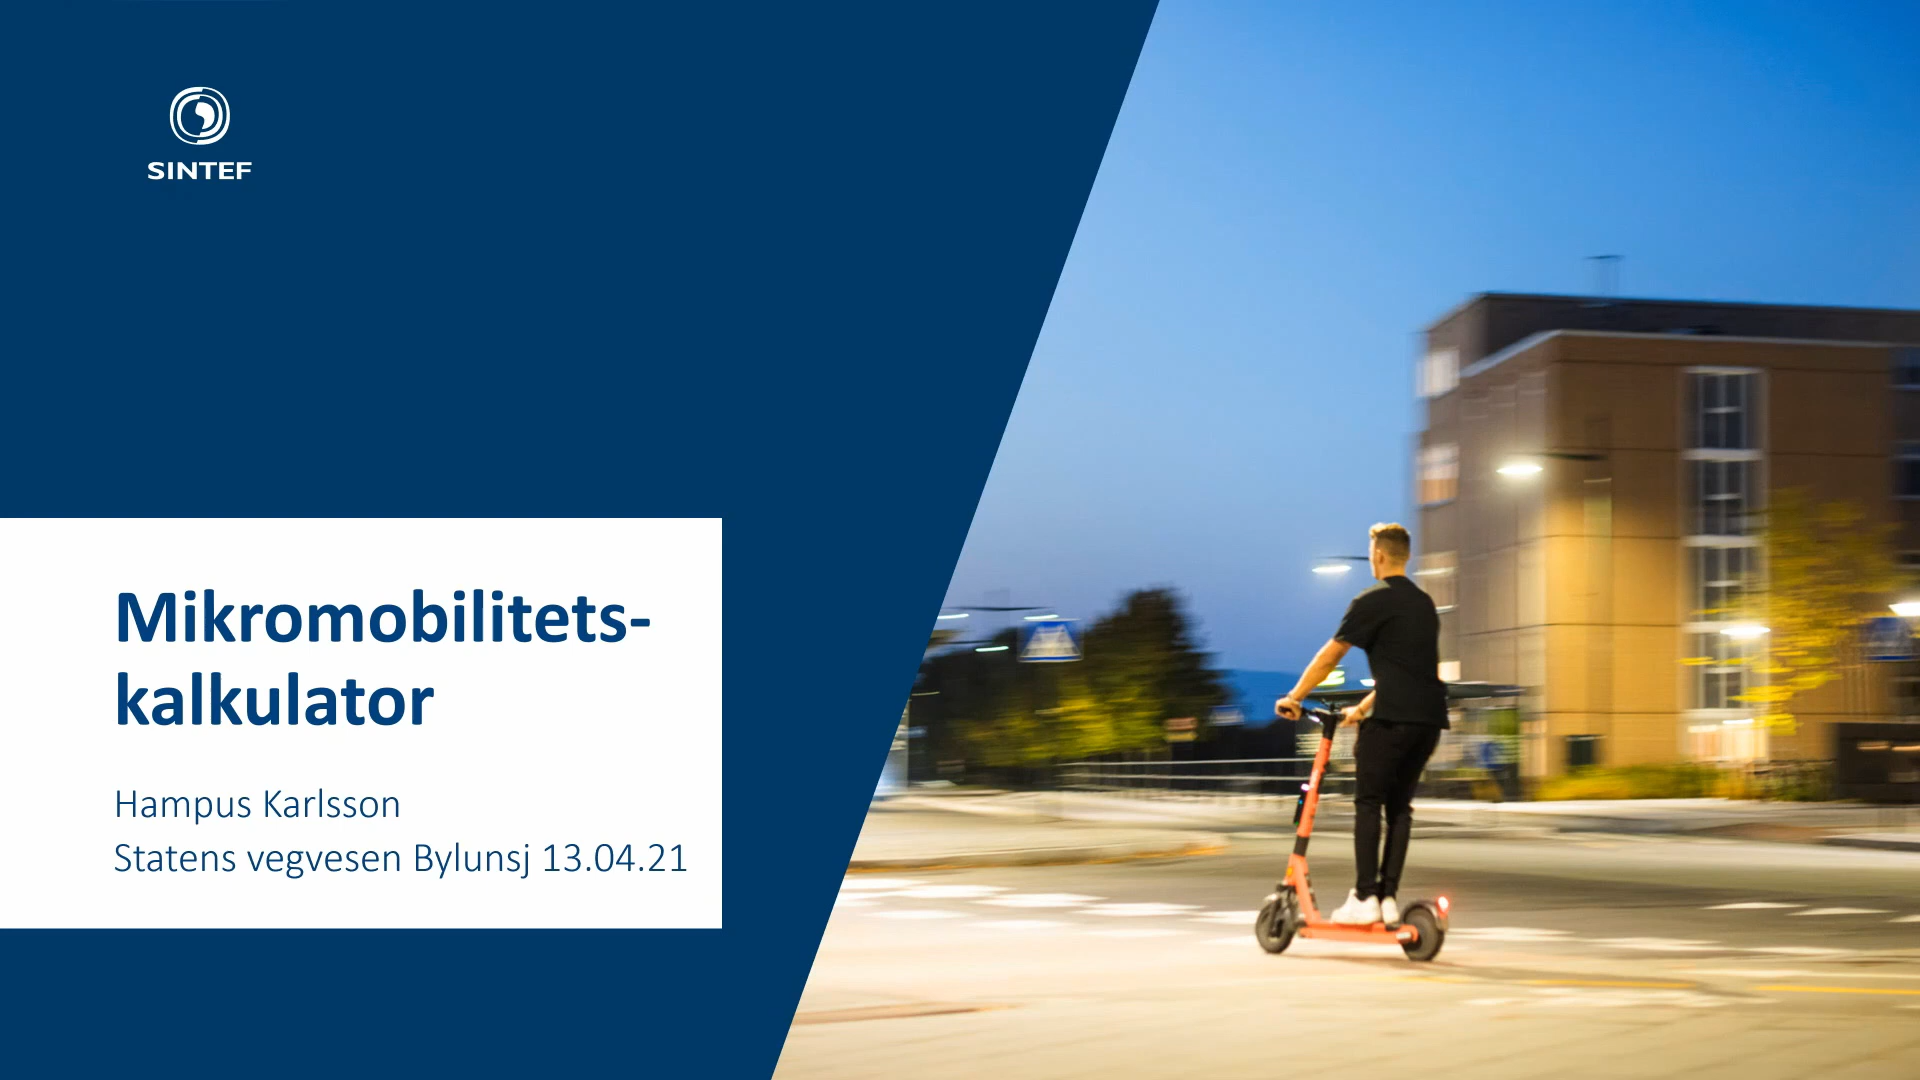 SINTEF
Mikromobilitets-
kalkulator
Hampus Karlsson
Statens vegvesen Bylunsj 13.04.21